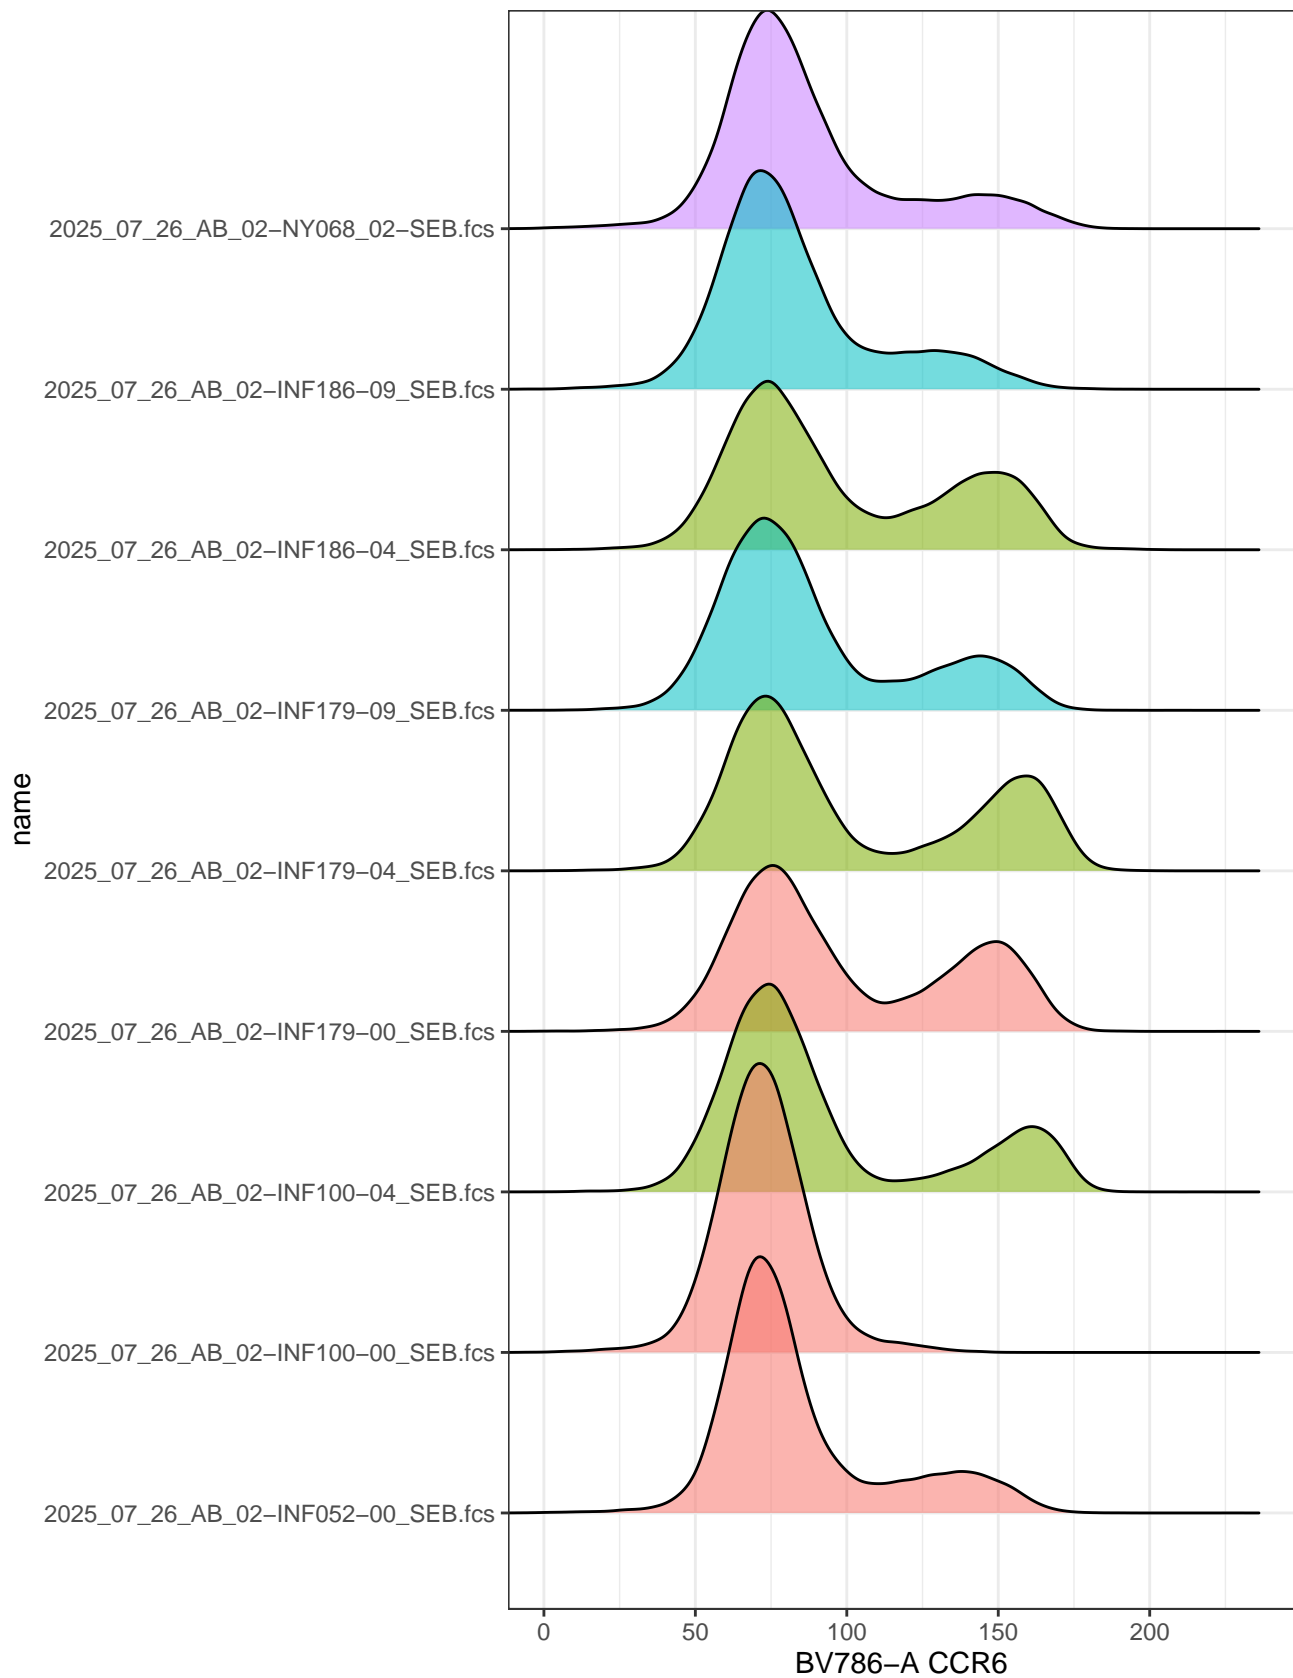 2025_07_26_AB_02−NY068_02−SEB.fcs
2025_07_26_AB_02−INF186−09_SEB.fcs
2025_07_26_AB_02−INF186−04_SEB.fcs
2025_07_26_AB_02−INF179−09_SEB.fcs
name
2025_07_26_AB_02−INF179−04_SEB.fcs
2025_07_26_AB_02−INF179−00_SEB.fcs
2025_07_26_AB_02−INF100−04_SEB.fcs
2025_07_26_AB_02−INF100−00_SEB.fcs
2025_07_26_AB_02−INF052−00_SEB.fcs
0 50 100 150 200
BV786−A CCR6